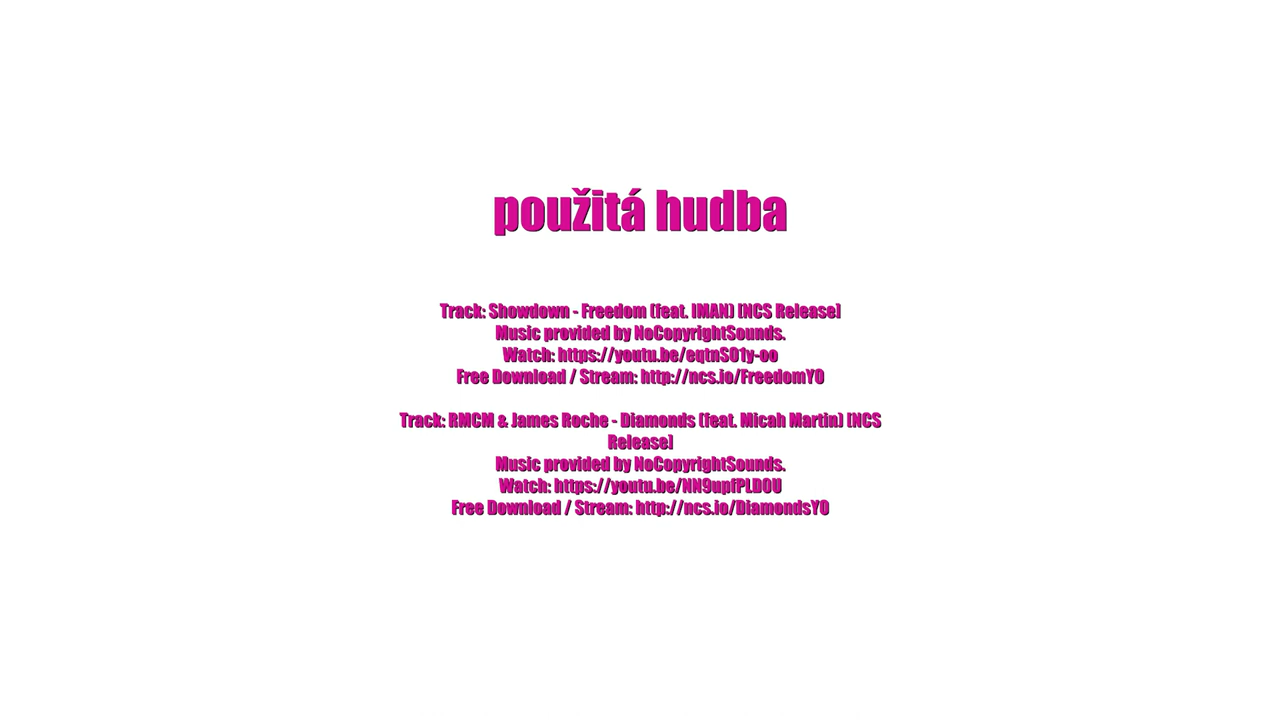 použitá hudba
Track: Showdown - Freedom (feat. IMAN) [NCS Release]
Music provided by NoCopyrightSounds.
Watch: https://youtu.be/eqtnSO1y-oo
Free Download / Stream: http://ncs.io/FreedomYO
Track: RMCM & James Roche - Diamonds (feat. Micah Martin) [NCS
Release]
Music provided by NoCopyrightSounds.
Watch: https://youtu.be/NN9upfPLD0U
Free Download / Stream: http://ncs.io/DiamondsYO